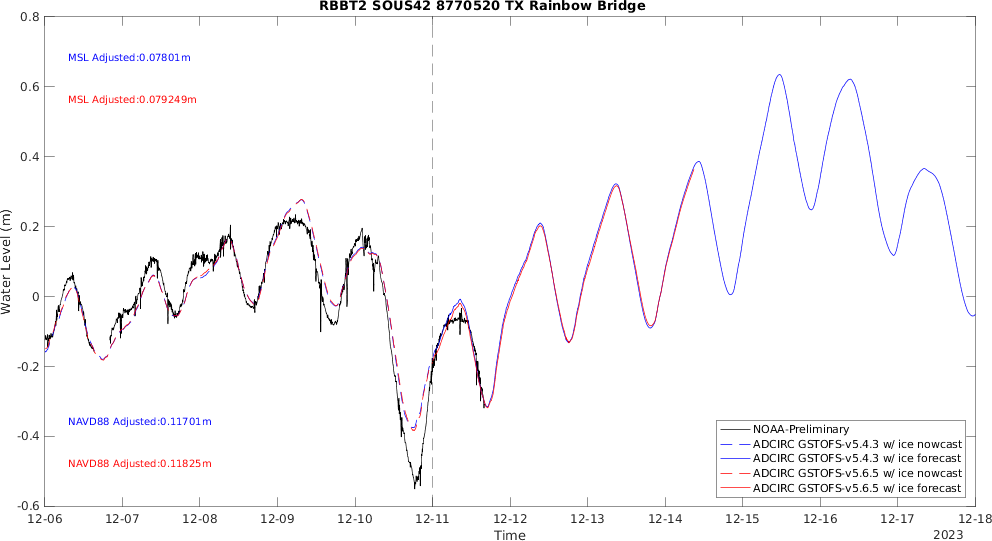 RBBT2 SOUS42 8770520 TX Rainbow Bridge
MSL Adjusted:0.07801m
MSL Adjusted:0.079249m
NAVD88 Adjusted:0.11701m
NAVD88 Adjusted:0.11825m
Water Level (m)
0.8
0.6
0.4
0.2
0
-0.2
-0.4
-0.6
NOAA-Preliminary
ADCIRC GSTOFS-v5.4.3 w/ ice nowcast
ADCIRC GSTOFS-v5.4.3 w/ ice forecast
ADCIRC GSTOFS-v5.6.5 w/ ice nowcast
ADCIRC GSTOFS-v5.6.5 w/ ice forecast
12-06 12-07 12-08 12-09 12-10 12-11 12-12 12-13 12-14 12-15 12-16 12-17 12-18
Time
2023